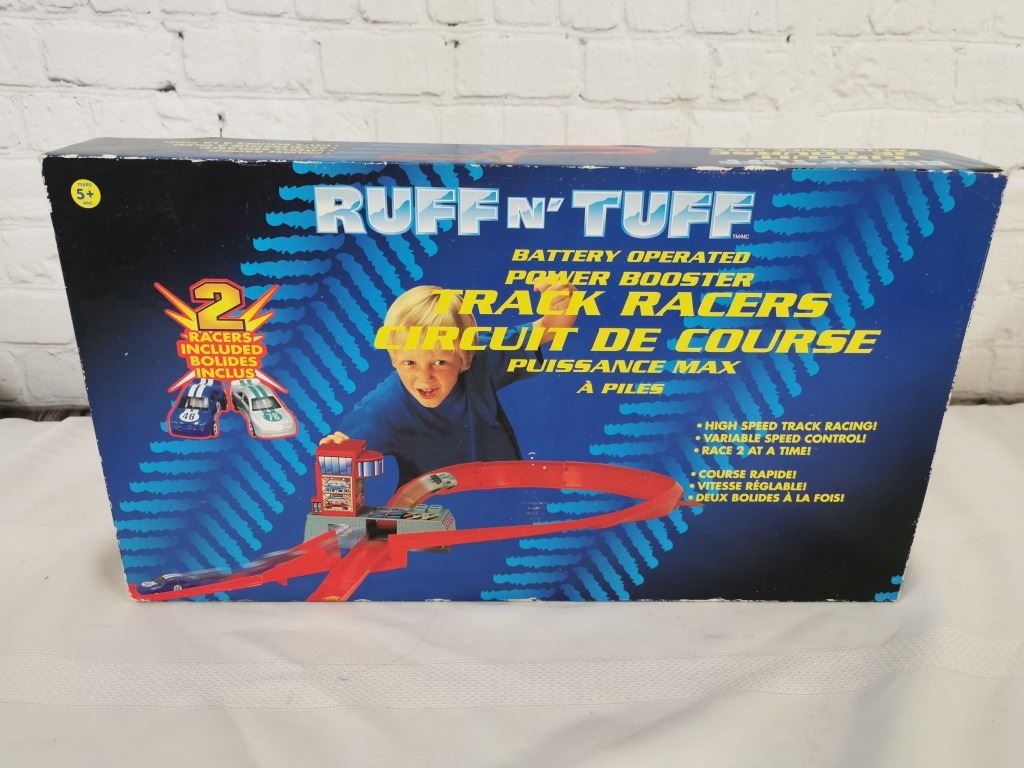 YEARS
5+
ANS
RUFF N' TUFF
TM/MC
BATTERY OPERATED
POWER BOOSTER
TRACK RACERS
CIRCUIT DE COURSE
PUISSANCE MAX
À PILES
2
RACERS
INCLUDED
BOLIDES
INCLUS
48
78
• HIGH SPEED TRACK RACING!
• VARIABLE SPEED CONTROL!
• RACE 2 AT A TIME!
• COURSE RAPIDE!
• VITESSE RÉGLABLE!
• DEUX BOLIDES À LA FOIS!